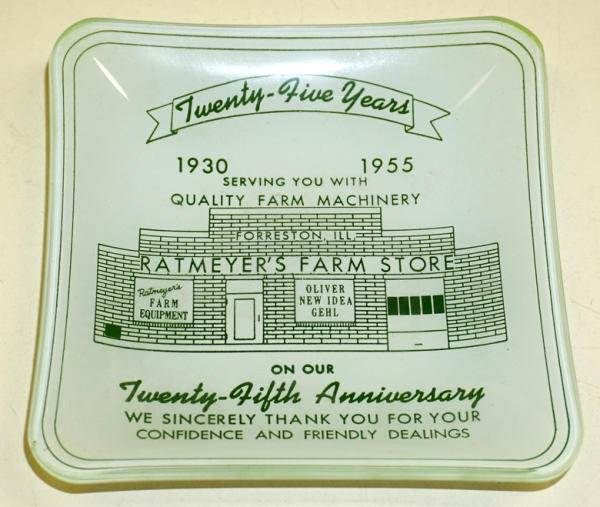 Twenty-Five Years
1930 1955
SERVING YOU WITH
QUALITY FARM MACHINERY
FORRESTON, ILL.
RATMEYER'S FARM STORE
Ratmeyer's
FARM
EQUIPMENT
OLIVER
NEW IDEA
GEHL
ON OUR
Twenty-Fifth Anniversary
WE SINCERELY THANK YOU FOR YOUR
CONFIDENCE AND FRIENDLY DEALINGS